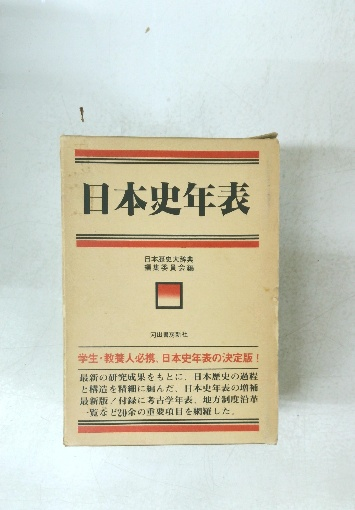 日本史年表
日本歴史大辞典
編集委員会編
河出書房新社
学生・教養人必携、日本史年表の決定版!
最新の研究成果をもとに、日本歴史の過程
と構造を精細に編んだ、日本史年表の増補
最新版/付録に考古学年表、地方制度沿革
一覧など20余の重要項目を網羅した。